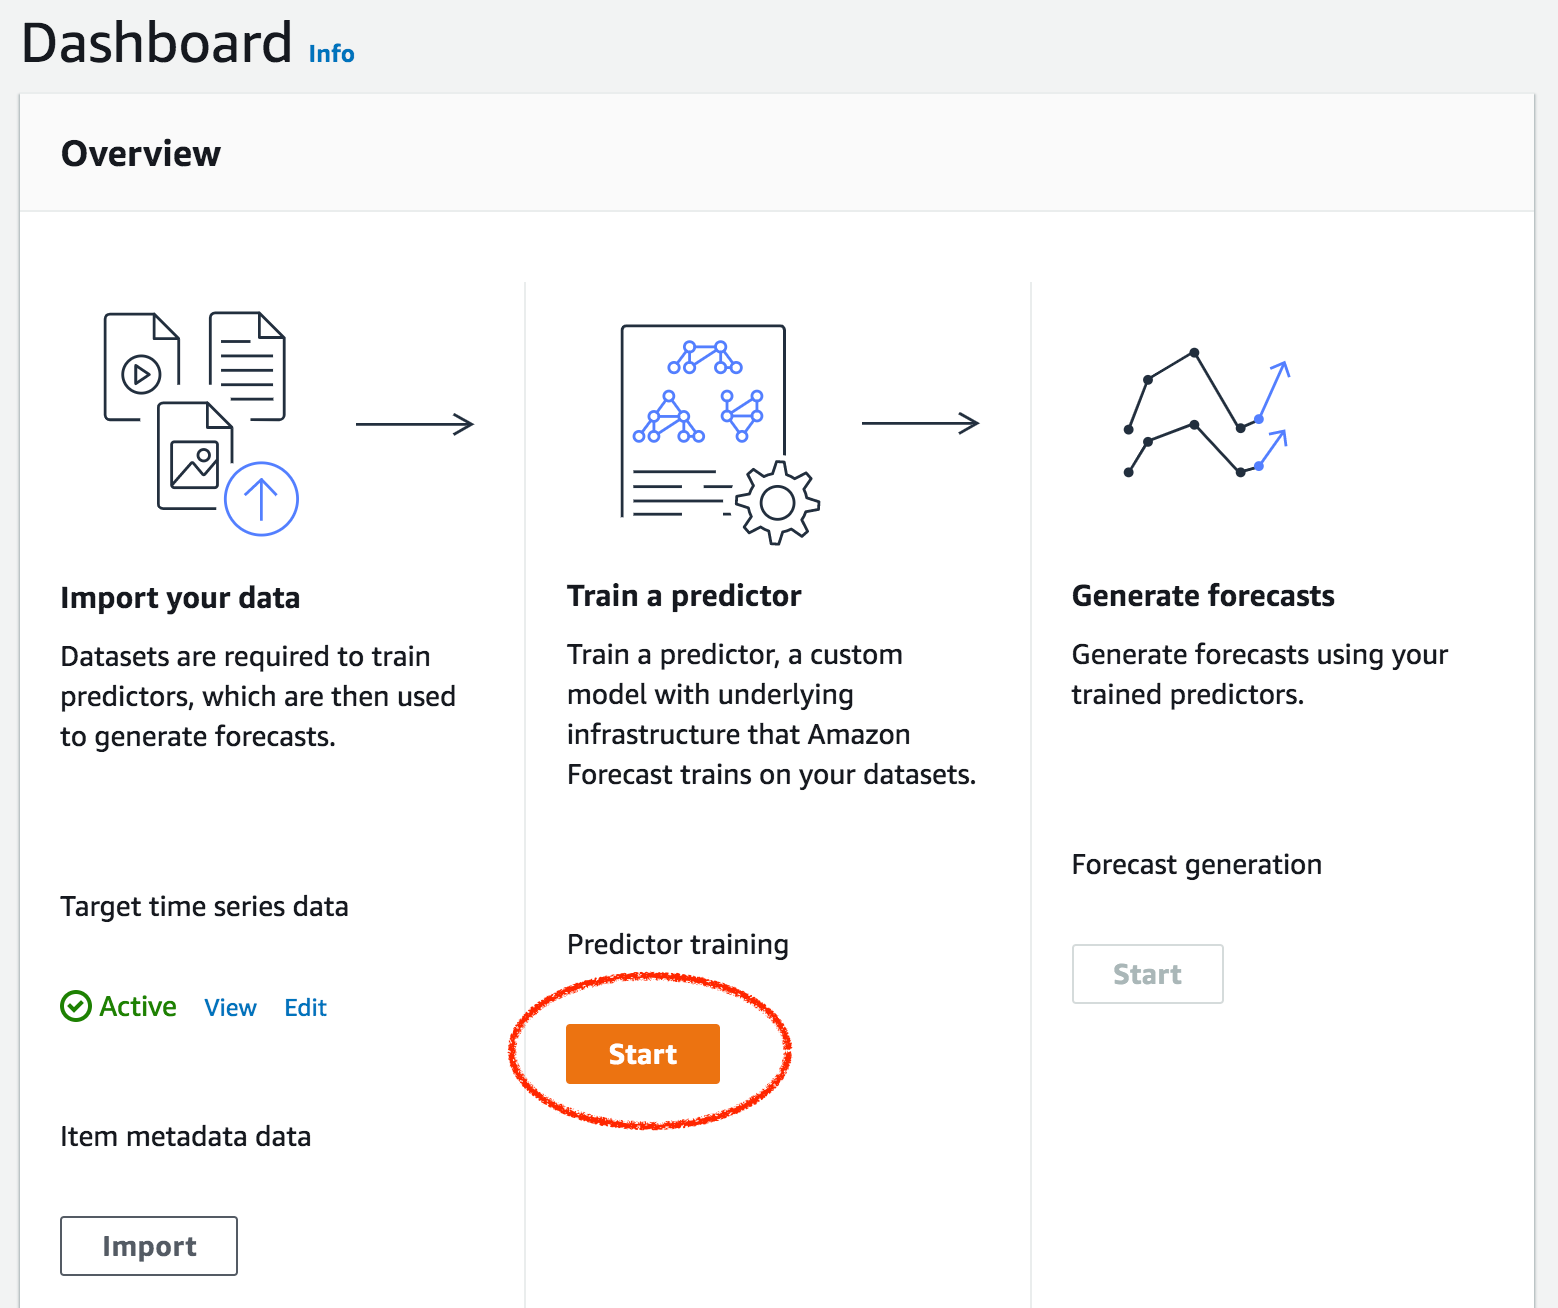 Dashboard Info
Overview
Import your data
Datasets are required to train
predictors, which are then used
to generate forecasts.
Target time series data
Active View Edit
Item metadata data
Import
Train a predictor
Train a predictor, a custom
model with underlying
infrastructure that Amazon
Forecast trains on your datasets.
Predictor training
Start
Generate forecasts
Generate forecasts using your
trained predictors.
Forecast generation
Start